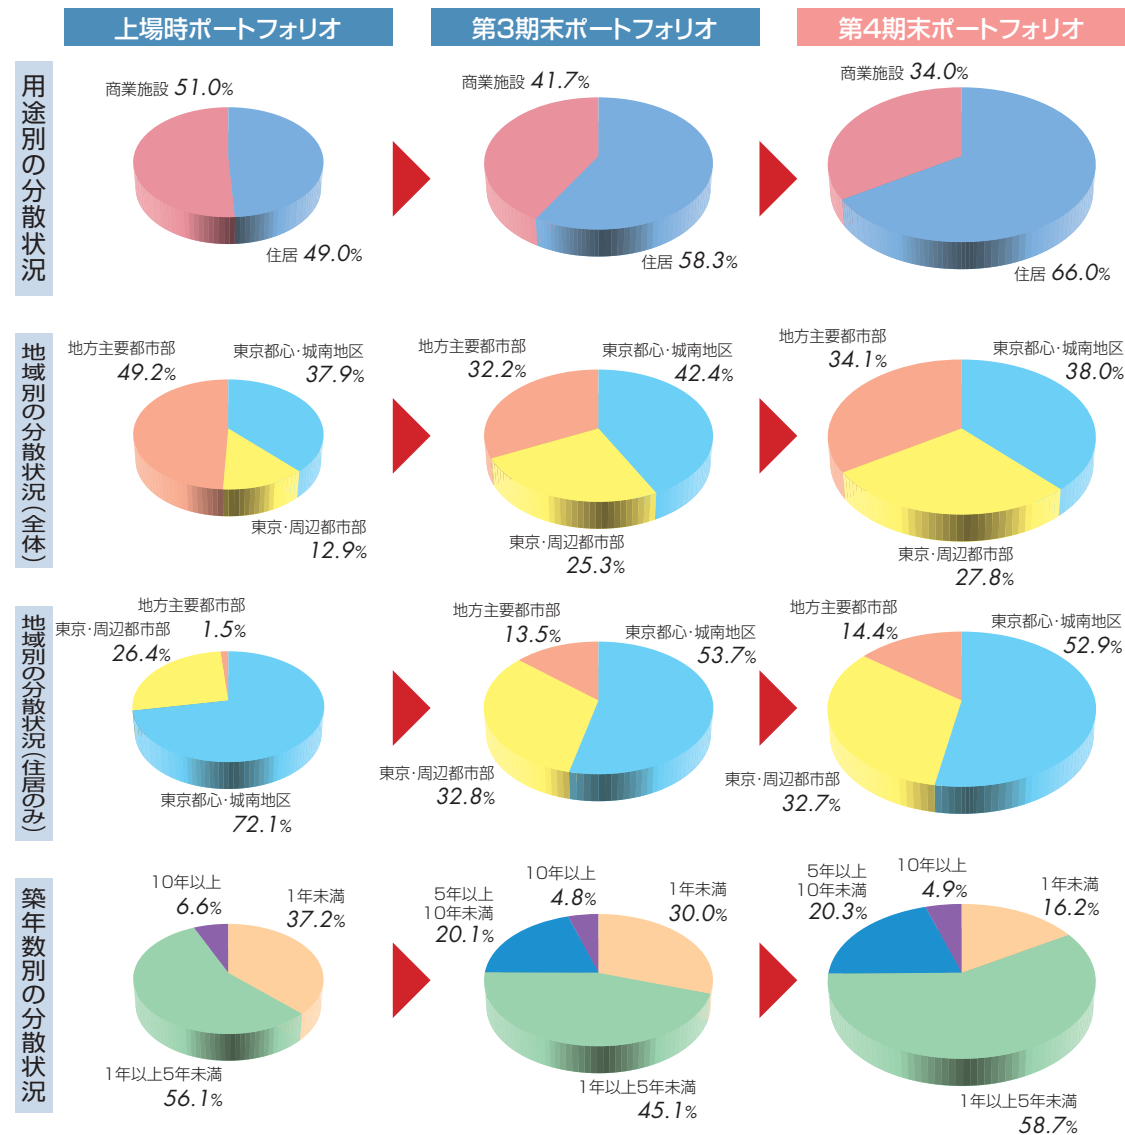 上場時ポートフォリオ
第3期末ポートフォリオ
第4期末ポートフォリオ
用途別の分散状況
商業施設 51.0%
住居 49.0%
商業施設 41.7%
住居 58.3%
商業施設 34.0%
住居 66.0%
地域別の分散状況(全体)
地方主要都市部
49.2%
東京都心・城南地区
37.9%
東京・周辺都市部
12.9%
地方主要都市部
32.2%
東京都心・城南地区
42.4%
東京・周辺都市部
25.3%
地方主要都市部
34.1%
東京都心・城南地区
38.0%
東京・周辺都市部
27.8%
地域別の分散状況(住居のみ)
地方主要都市部
1.5%
東京・周辺都市部
26.4%
東京都心・城南地区
72.1%
地方主要都市部
13.5%
東京都心・城南地区
53.7%
東京・周辺都市部
32.8%
地方主要都市部
14.4%
東京都心・城南地区
52.9%
東京・周辺都市部
32.7%
築年数別の分散状況
10年以上
6.6%
1年未満
37.2%
1年以上5年未満
56.1%
5年以上
10年未満
20.1%
10年以上
4.8%
1年未満
30.0%
1年以上5年未満
45.1%
5年以上
10年未満
20.3%
10年以上
4.9%
1年未満
16.2%
1年以上5年未満
58.7%